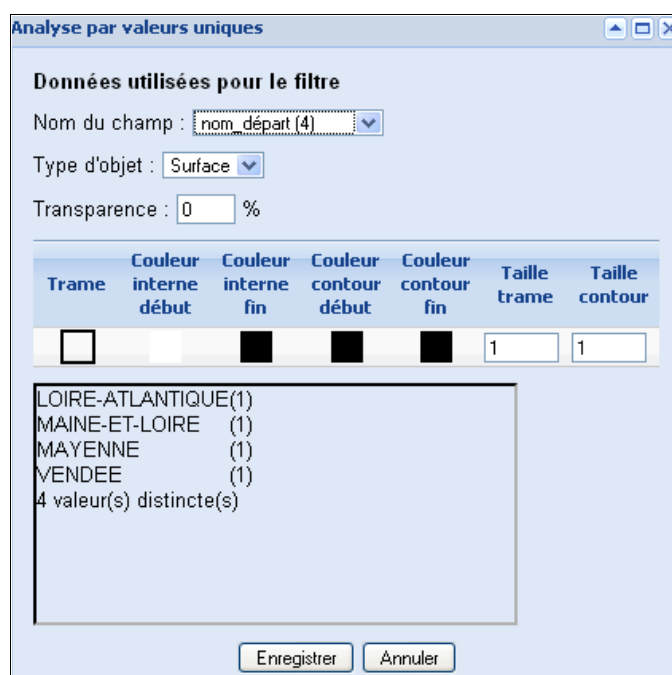 Analyse par valeurs uniques
Données utilisées pour le filtre
Nom du champ : nom_départ (4)
Type d'objet : Surface
Transparence : 0 %
Trame Couleur interne début Couleur interne fin Couleur contour début Couleur contour fin Taille trame Taille contour
1 1
LOIRE-ATLANTIQUE(1)
MAINE-ET-LOIRE (1)
MAYENNE (1)
VENDEE (1)
4 valeur(s) distincte(s)
Enregistrer Annuler